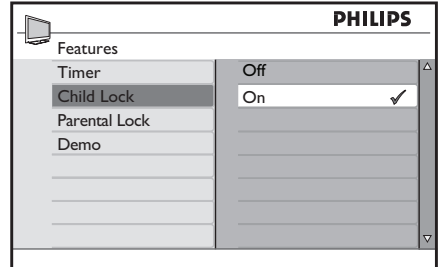 PHILIPS
Features
Timer
Off
Child Lock
On ✓
Parental Lock
Demo